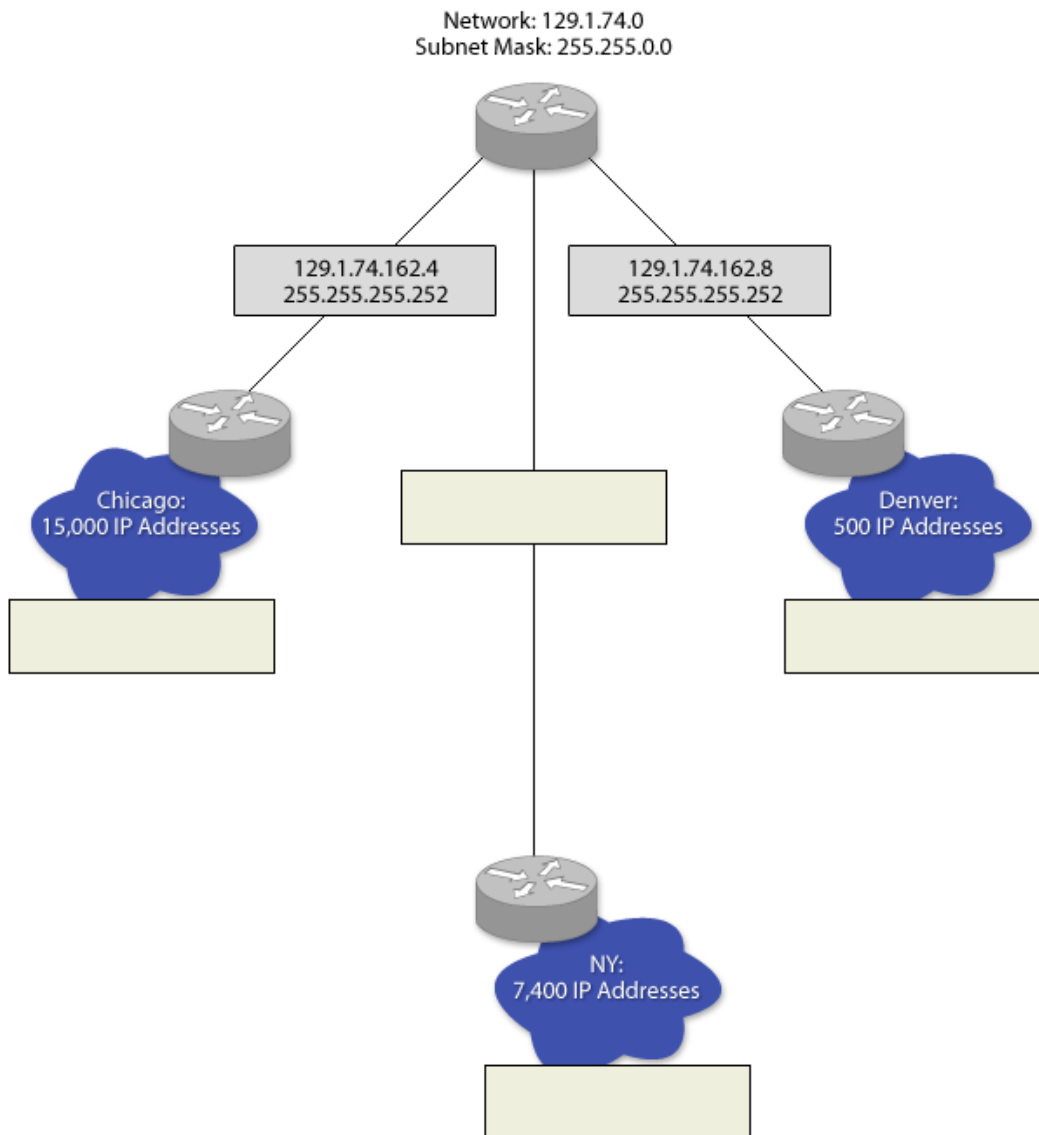 Network: 129.1.74.0
Subnet Mask: 255.255.0.0
129.1.74.162.4
255.255.255.252
129.1.74.162.8
255.255.255.252
Chicago:
15,000 IP Addresses
Denver:
500 IP Addresses
NY:
7,400 IP Addresses